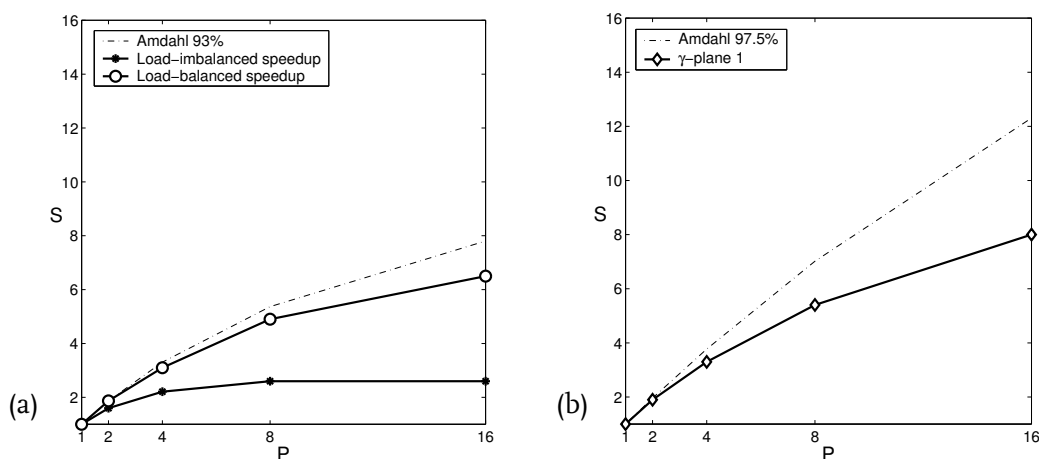 16
Amdahl 93%
Load−imbalanced speedup
Load−balanced speedup
14
12
10
S
8
6
4
2
(a)
1 2 4 8 16
P
16
Amdahl 97.5%
γ−plane 1
14
12
10
S
8
6
4
2
(b)
1 2 4 8 16
P